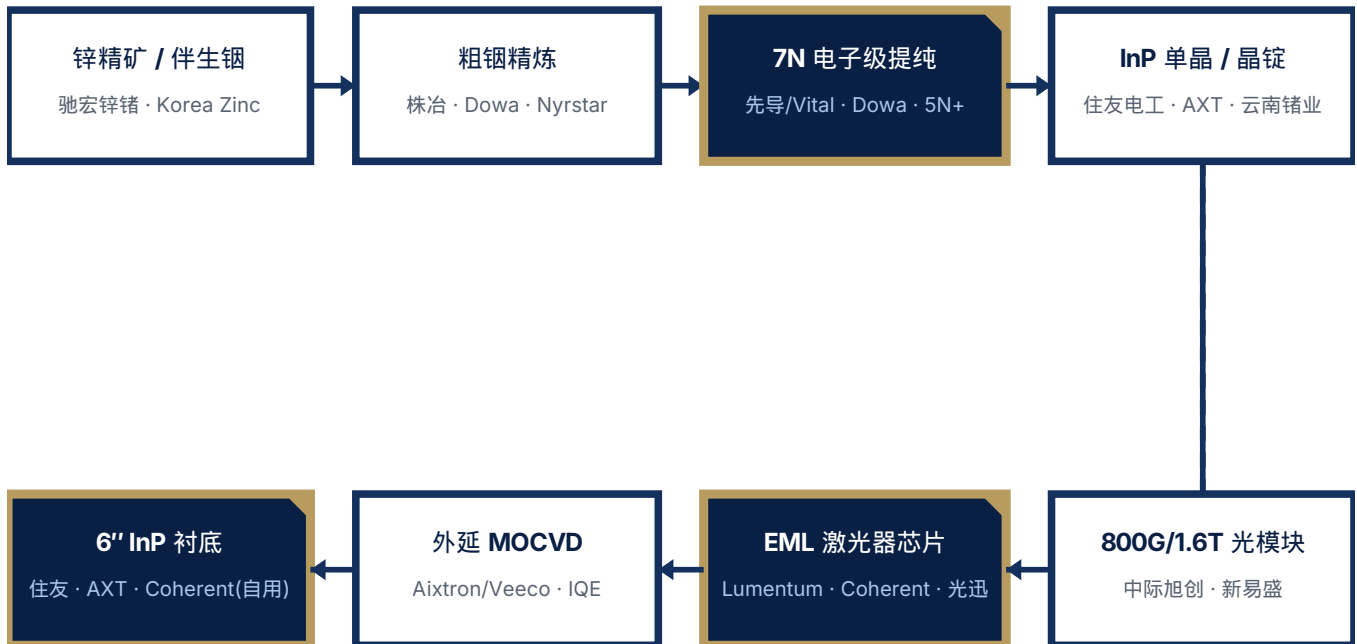 锌精矿 / 伴生铟
驰宏锌锗 · Korea Zinc
粗铟精炼
株冶 · Dowa · Nyrstar
7N 电子级提纯
先导/Vital · Dowa · 5N+
InP 单晶 / 晶锭
住友电工 · AXT · 云南锗业
6″ InP 衬底
住友 · AXT · Coherent(自用)
外延 MOCVD
Aixtron/Veeco · IQE
EML 激光器芯片
Lumentum · Coherent · 光迅
800G/1.6T 光模块
中际旭创 · 新易盛